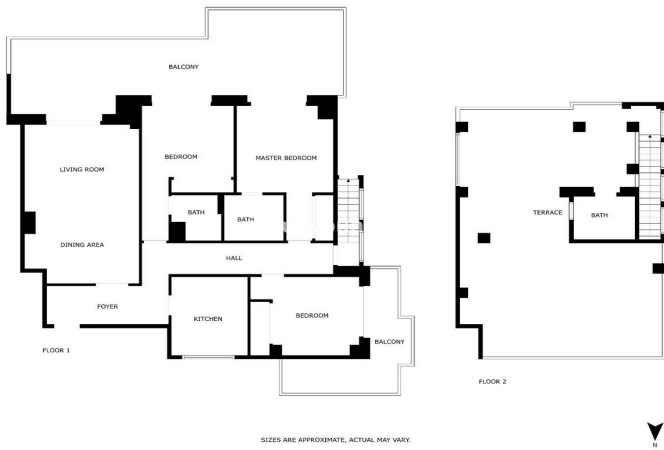 BALCONY
BEDROOM
LIVING ROOM
MASTER BEDROOM
BATH
BATH
DINING AREA
HALL
FOYER
KITCHEN
BEDROOM
BALCONY
FLOOR 1
TERRACE
BATH
FLOOR 2
SIZES ARE APPROXIMATE, ACTUAL MAY VARY.
N